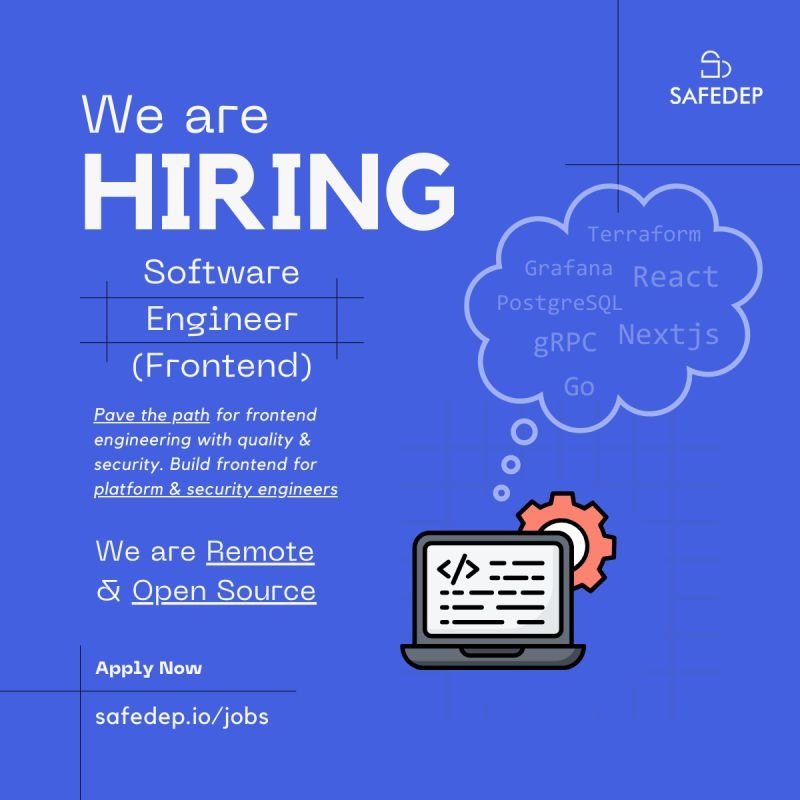 SAFEDEP
We are
HIRING
Software
Engineer
(Frontend)
Pave the path for frontend
engineering with quality &
security. Build frontend for
platform & security engineers
We are Remote
& Open Source
Apply Now
safedep.io/jobs
Terraform
Grafana
React
PostgreSQL
gRPC
Nextjs
Go
</>